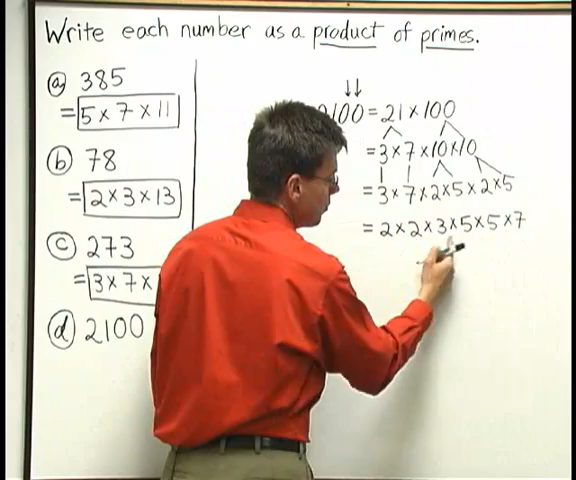 Write each number as a product of primes.
(a) 385
= 5 × 7 × 11
(b) 78
= 2 × 3 × 13
(c) 273
= 3 × 7 ×
(d) 2100
2100 = 21 × 100
= 3 × 7 × 10 × 10
= 3 × 7 × 2 × 5 × 2 × 5
= 2 × 2 × 3 × 5 × 5 × 7